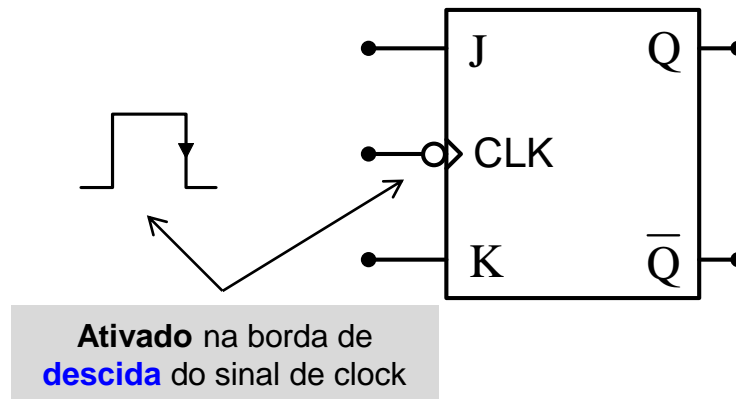 J Q
CLK
K Q̅
Ativado na borda de
descida do sinal de clock